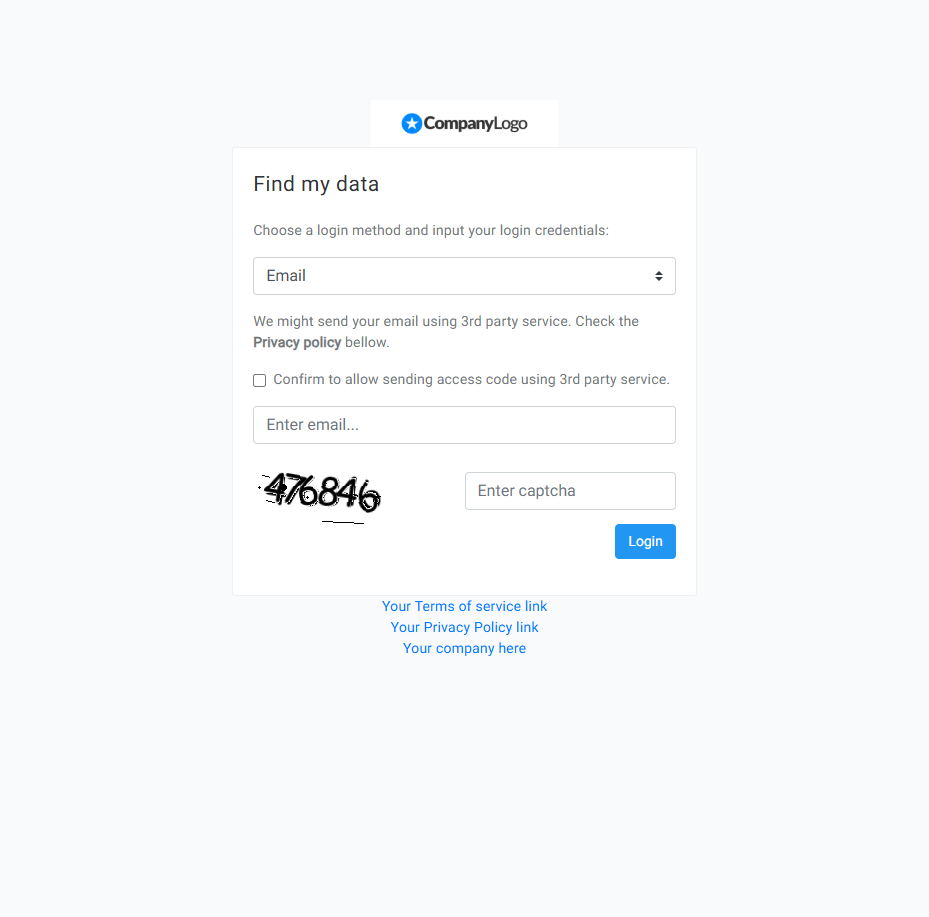 CompanyLogo
Find my data
Choose a login method and input your login credentials:
Email
We might send your email using 3rd party service. Check the
Privacy policy bellow.
Confirm to allow sending access code using 3rd party service.
Enter email...
476846
Enter captcha
Login
Your Terms of service link
Your Privacy Policy link
Your company here